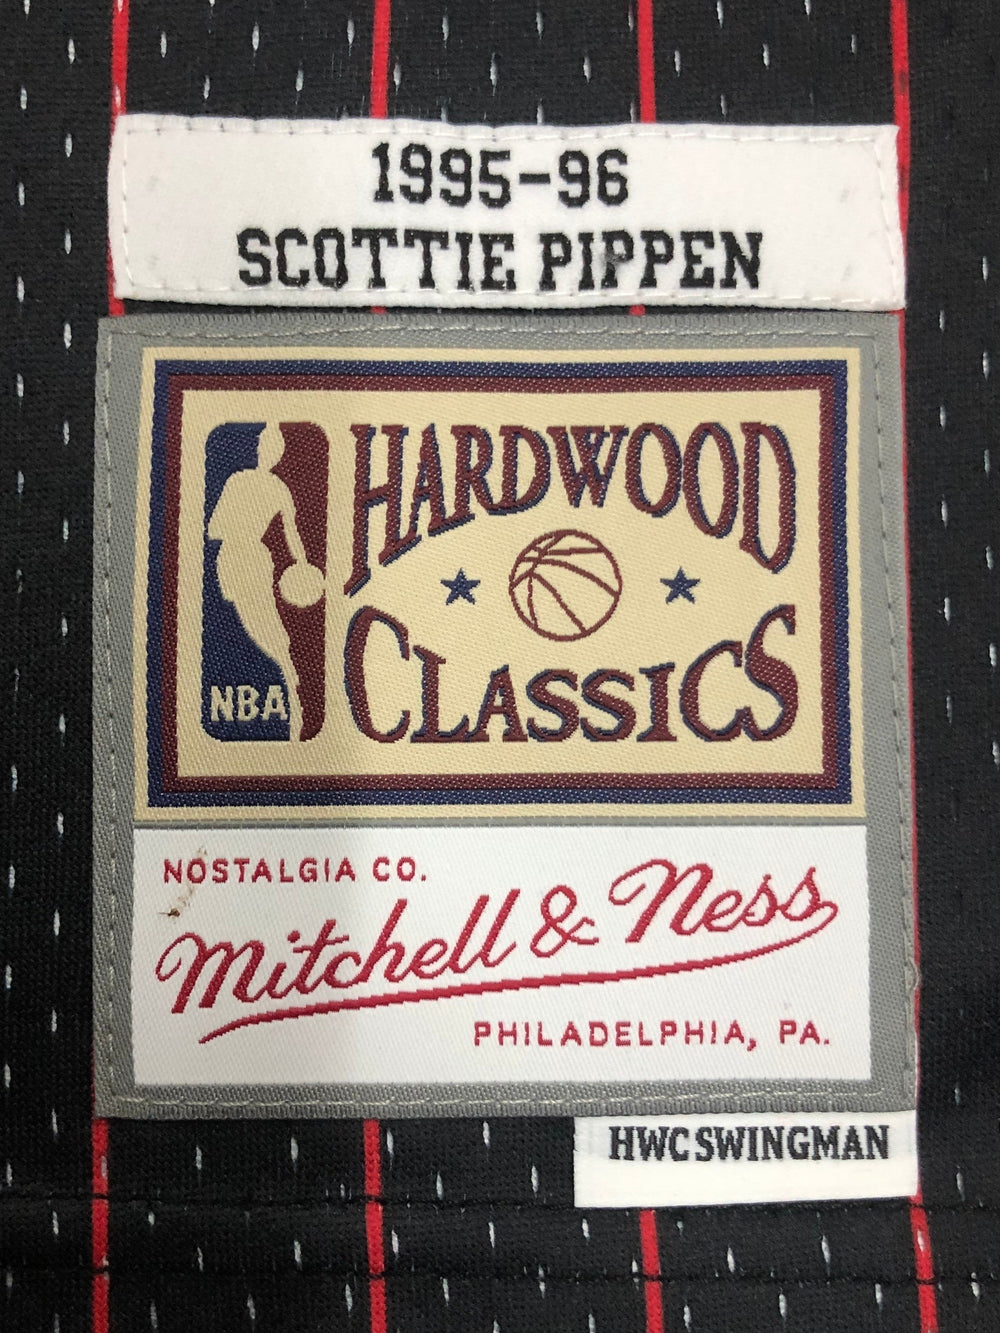 1995-96
SCOTTIE PIPPEN
HARDWOOD
CLASSICS
NBA
NOSTALGIA CO.
Mitchell & Ness
PHILADELPHIA, PA.
HWC SWINGMAN